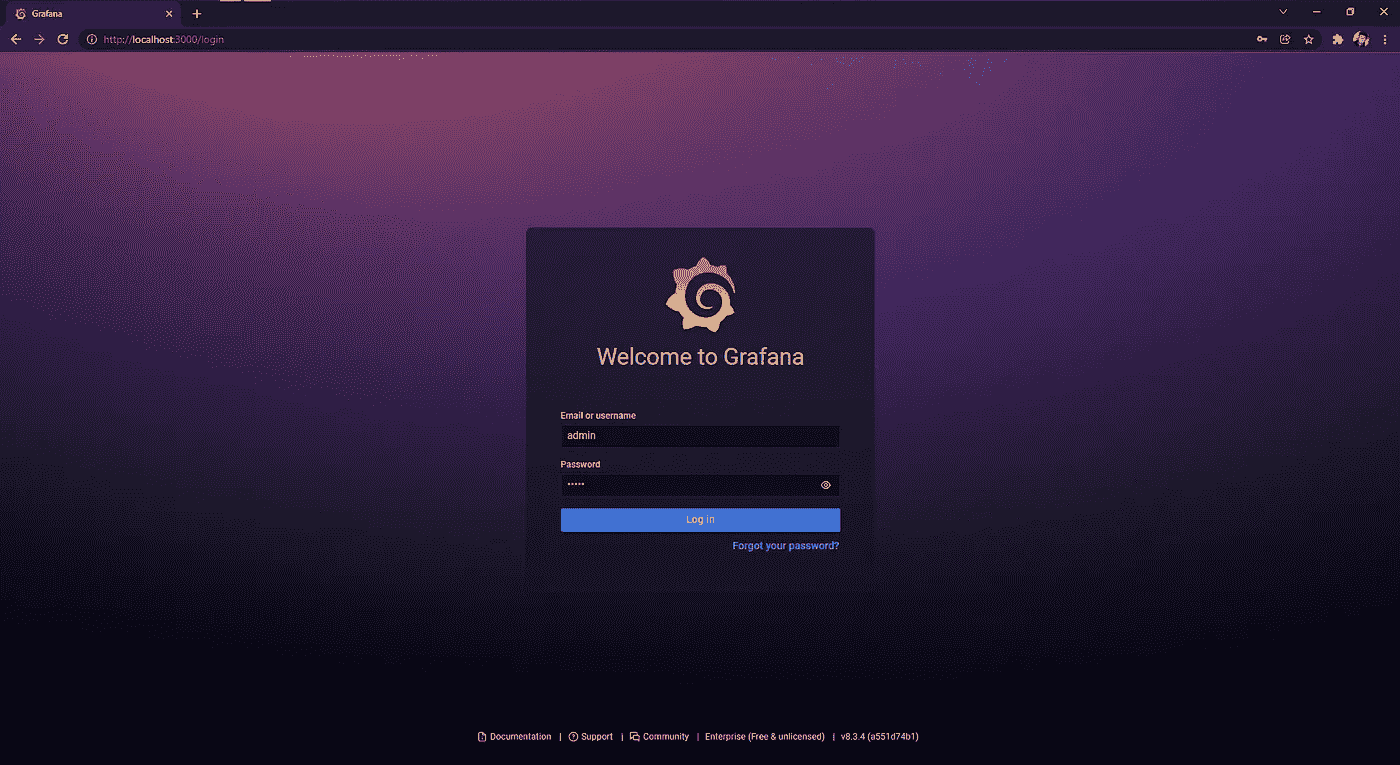 Grafana
http://localhost:3000/login
Welcome to Grafana
Email or username
admin
Password
•••••
Log in
Forgot your password?
Documentation | Support | Community | Enterprise (Free & unlicensed) | v8.3.4 (a551d74b1)